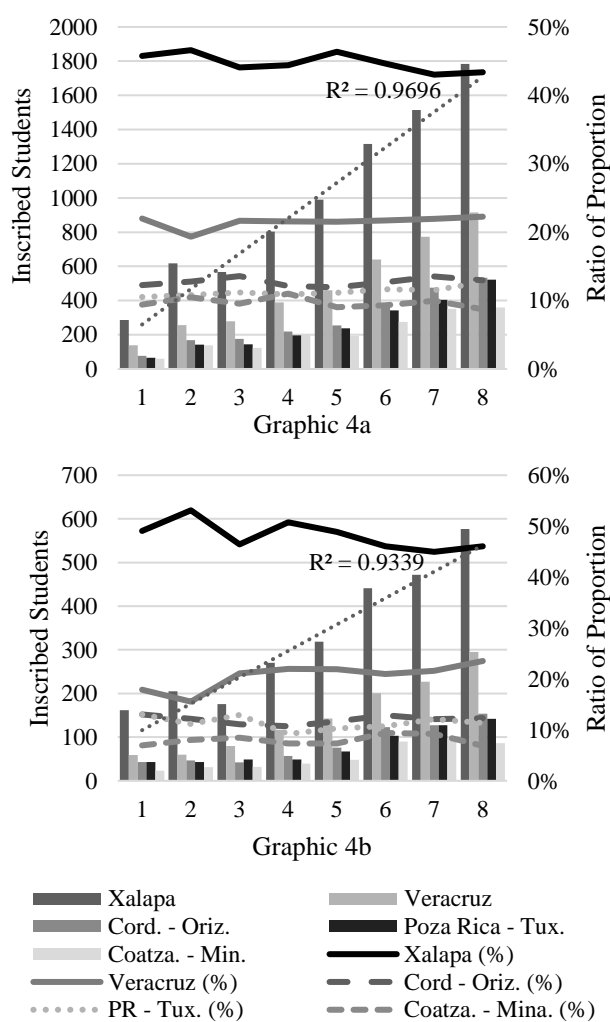 2000
1800
1600
1400
1200
1000
800
600
400
200
0
Inscribed Students
R² = 0.9696
50%
40%
30%
20%
10%
0%
Ratio of Proportion
1 2 3 4 5 6 7 8
Graphic 4a
700
600
500
400
300
200
100
0
Inscribed Students
R² = 0.9339
60%
50%
40%
30%
20%
10%
0%
Ratio of Proportion
1 2 3 4 5 6 7 8
Graphic 4b
Xalapa
Veracruz
Cord. - Oriz.
Poza Rica - Tux.
Coatza. - Min.
Xalapa (%)
Veracruz (%)
Cord - Oriz. (%)
PR - Tux. (%)
Coatza. - Mina. (%)